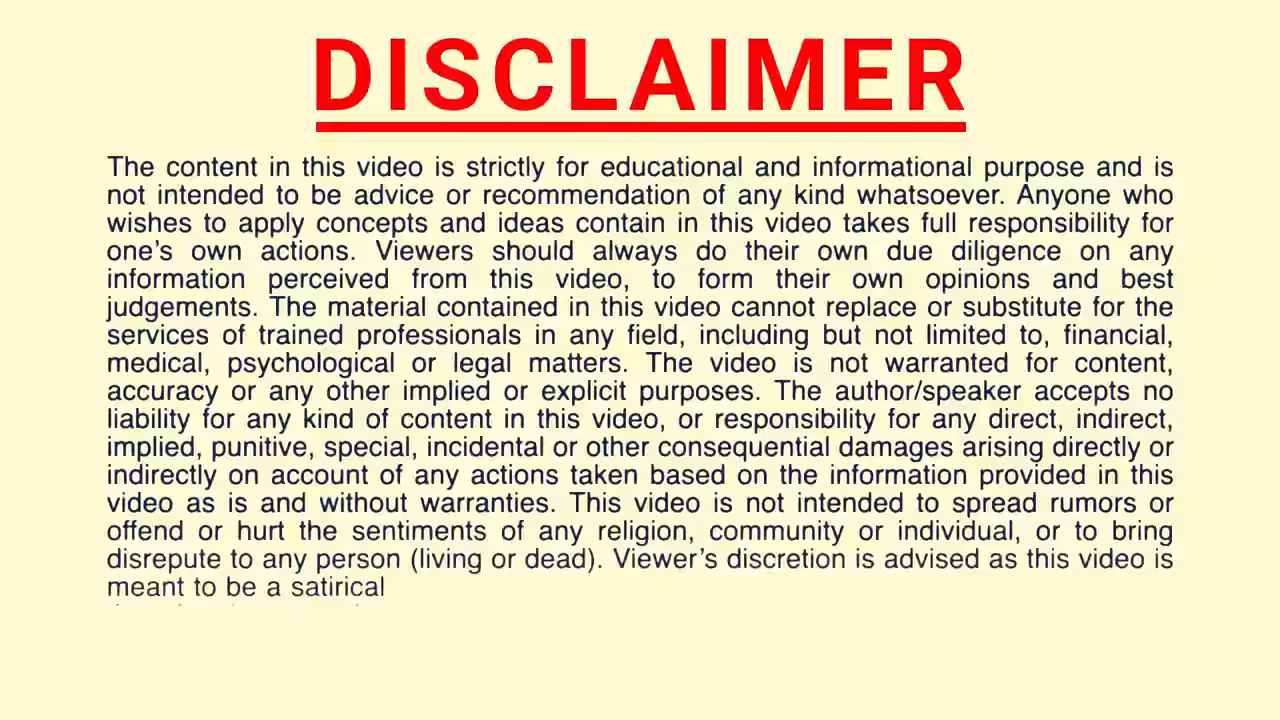 DISCLAIMER
The content in this video is strictly for educational and informational purpose and is
not intended to be advice or recommendation of any kind whatsoever. Anyone who
wishes to apply concepts and ideas contain in this video takes full responsibility for
one's own actions. Viewers should always do their own due diligence on any
information perceived from this video, to form their own opinions and best
judgements. The material contained in this video cannot replace or substitute for the
services of trained professionals in any field, including but not limited to, financial,
medical, psychological or legal matters. The video is not warranted for content,
accuracy or any other implied or explicit purposes. The author/speaker accepts no
liability for any kind of content in this video, or responsibility for any direct, indirect,
implied, punitive, special, incidental or other consequential damages arising directly or
indirectly on account of any actions taken based on the information provided in this
video as is and without warranties. This video is not intended to spread rumors or
offend or hurt the sentiments of any religion, community or individual, or to bring
disrepute to any person (living or dead). Viewer's discretion is advised as this video is
meant to be a satirical